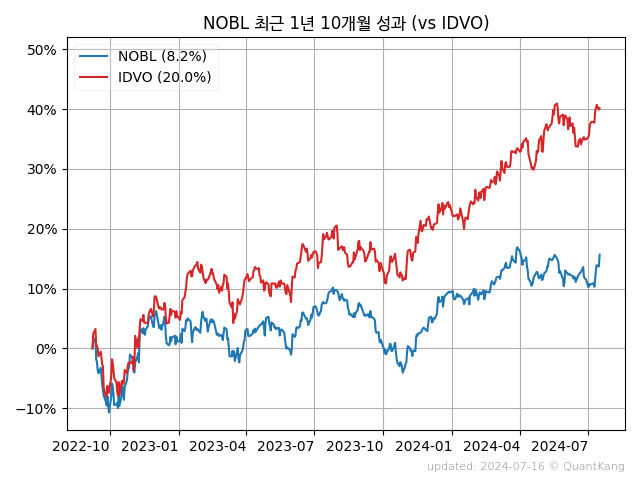 NOBL 최근 1년 10개월 성과 (vs IDVO)
NOBL (8.2%)
IDVO (20.0%)
50%
40%
30%
20%
10%
0%
−10%
2022-10 2023-01 2023-04 2023-07 2023-10 2024-01 2024-04 2024-07
updated: 2024-07-16 © QuantKang